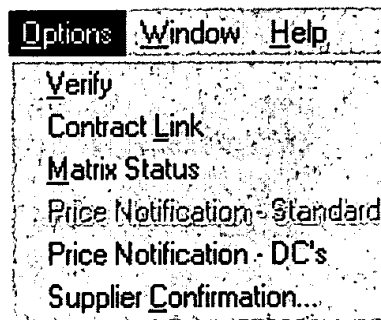 Options Window Help
Verify
Contract Link
Matrix Status
Price Notification - Standard
Price Notification - DC's
Supplier Confirmation...